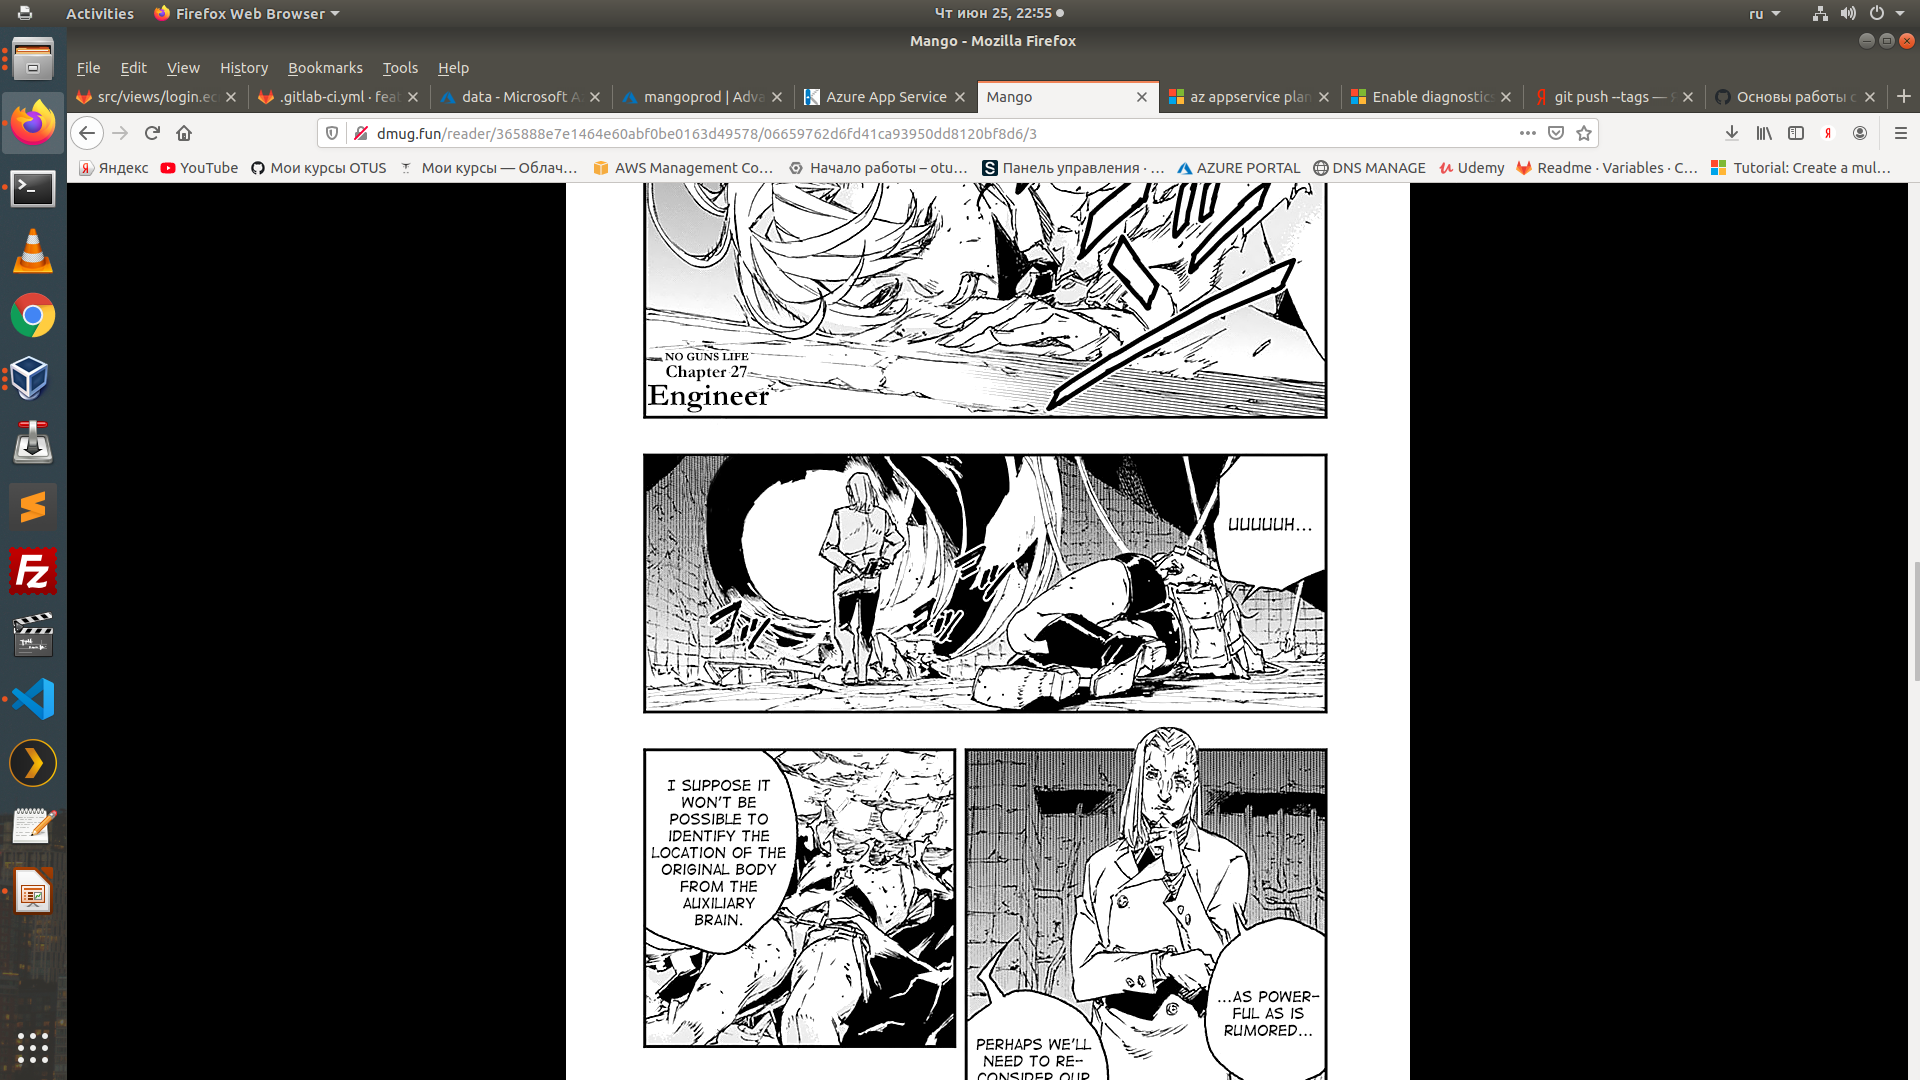 Activities
Firefox Web Browser
Чт июн 25, 22:55
ru
Mango - Mozilla Firefox
File Edit View History Bookmarks Tools Help
src/views/login.ec
.gitlab-ci.yml · feat
data - Microsoft A
mangoprod | Adva
Azure App Service
Mango
az appservice plan
Enable diagnostics
git push --tags — Я
Основы работы с
dmug.fun/reader/365888e7e1464e60abf0be0163d49578/06659762d6fd41ca93950dd8120bf8d6/3
Яндекс
YouTube
Мои курсы OTUS
Мои курсы — Облач…
AWS Management Co…
Начало работы – otu…
Панель управления · …
AZURE PORTAL
DNS MANAGE
Udemy
Readme · Variables · C…
Tutorial: Create a mul…
NO GUNS LIFE
Chapter 27
Engineer
UUUUUH...
...AS POWER-
FUL AS IS
RUMORED...
PERHAPS WE'LL
NEED TO RE-
CONSIDER OUR
I SUPPOSE IT
WON'T BE
POSSIBLE TO
IDENTIFY THE
LOCATION OF THE
ORIGINAL BODY
FROM THE
AUXILIARY
BRAIN.